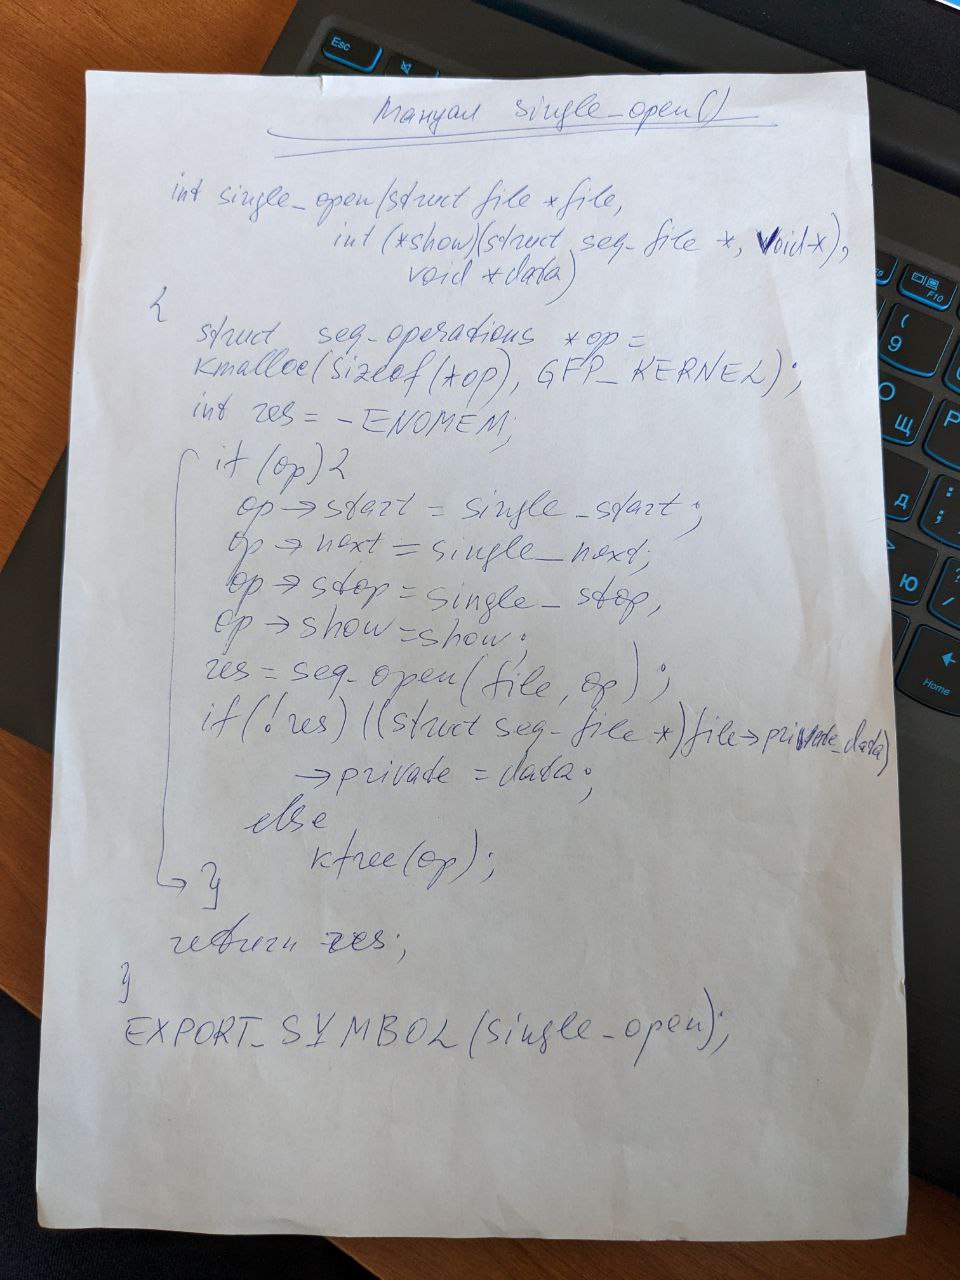 Мануал single_open()
int single_open(struct file *file,
int (*show)(struct seq_file *, void *),
void *data)
{
struct seq_operations *op =
kmalloc(sizeof(*op), GFP_KERNEL);
int res = -ENOMEM;
if (op) {
op->start = single_start;
op->next = single_next;
op->stop = single_stop;
op->show = show;
res = seq_open(file, op);
if (!res) ((struct seq_file *)file->private_data)
->private = data;
else
kfree(op);
}
return res;
}
EXPORT_SYMBOL(single_open);
Esc
F9
F10
( 9
О Щ
Р
Д
: ;
Ю
? /
Home